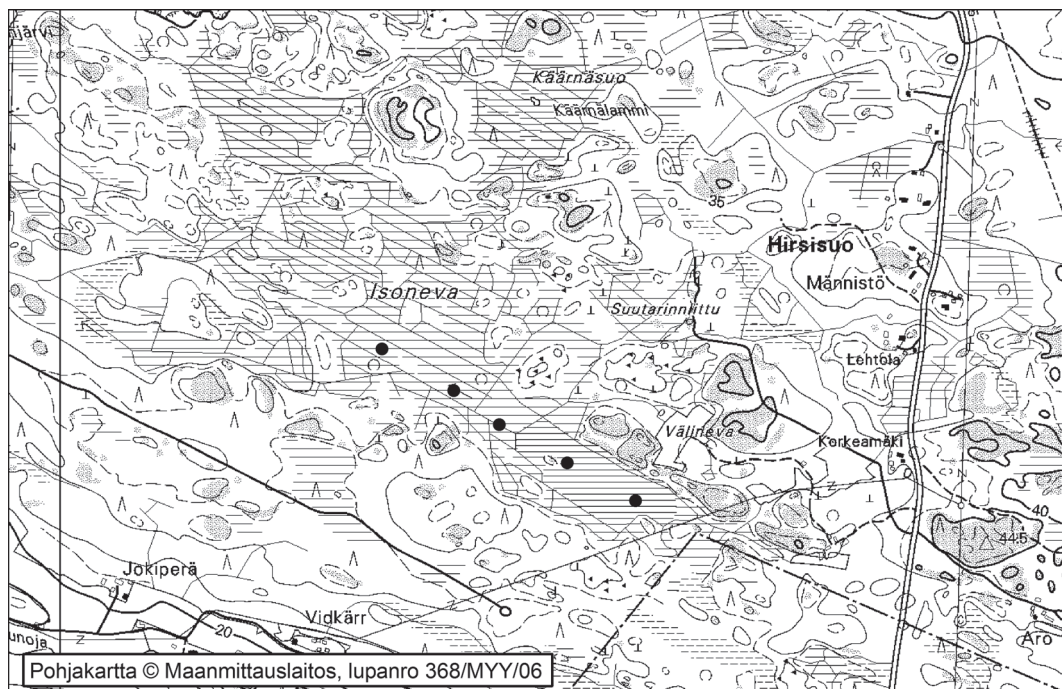 Käärnäsuo
Käärnälammi
35
Hirsisuo
Männistö
Isoneva
Suutarinniittu
Lehtola
Välineva
Korkeamäki
40
44.5
Jokiperä
Vidkärr
20
Aro
Pohjakartta © Maanmittauslaitos, lupanro 368/MYY/06